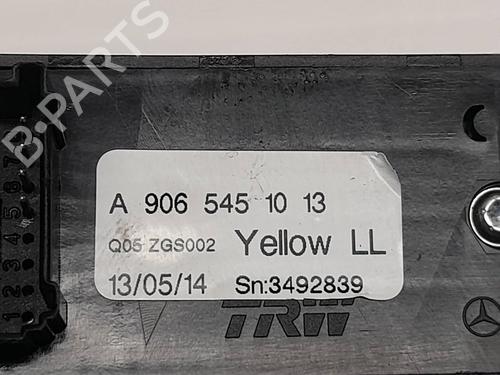 B-PARTS
A 906 545 10 13
Q05 ZGS002 Yellow LL
13/05/14 Sn:3492839
TRW